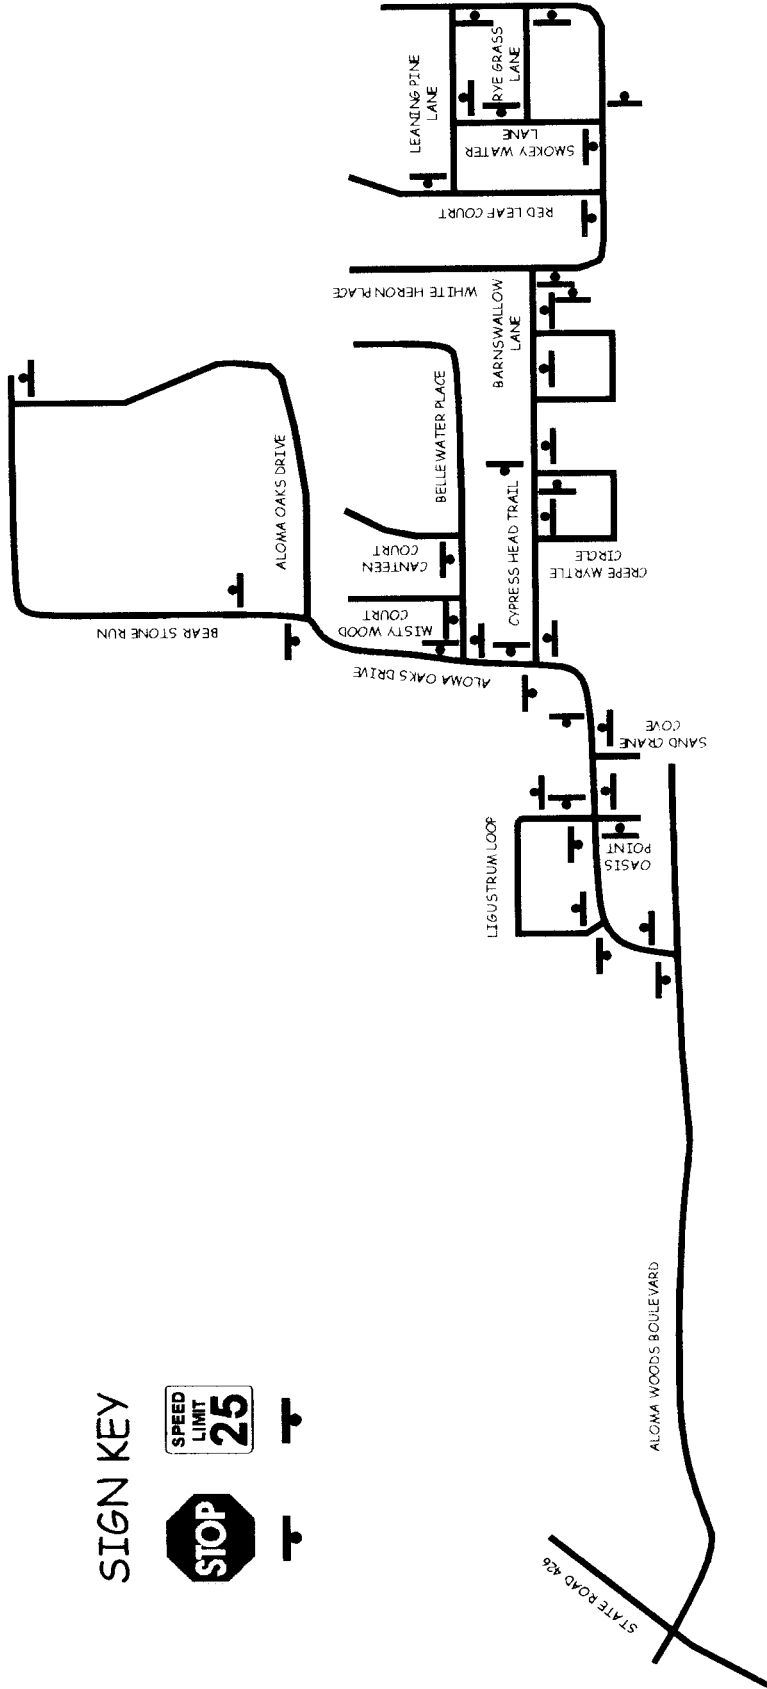 SIGN KEY
STOP
SPEED
LIMIT
25
STATE ROAD 426
ALOMA WOODS BOULEVARD
LIGUSTRUM LOOP
OASIS
POINT
SAND CRANE
COVE
ALOMA OAKS DRIVE
CYPRESS HEAD TRAIL
CREPE MYRTLE
CIRCLE
MISTY WOOD
COURT
CANTEEN
COURT
BELLE WATER PLACE
BEAR STONE RUN
ALOMA OAKS DRIVE
BARNSWALLOW
LANE
WHITE HERON PLACE
RED LEAF COURT
LEANING PINE
LANE
SMOKEY WATER
LANE
RYE GRASS
LANE